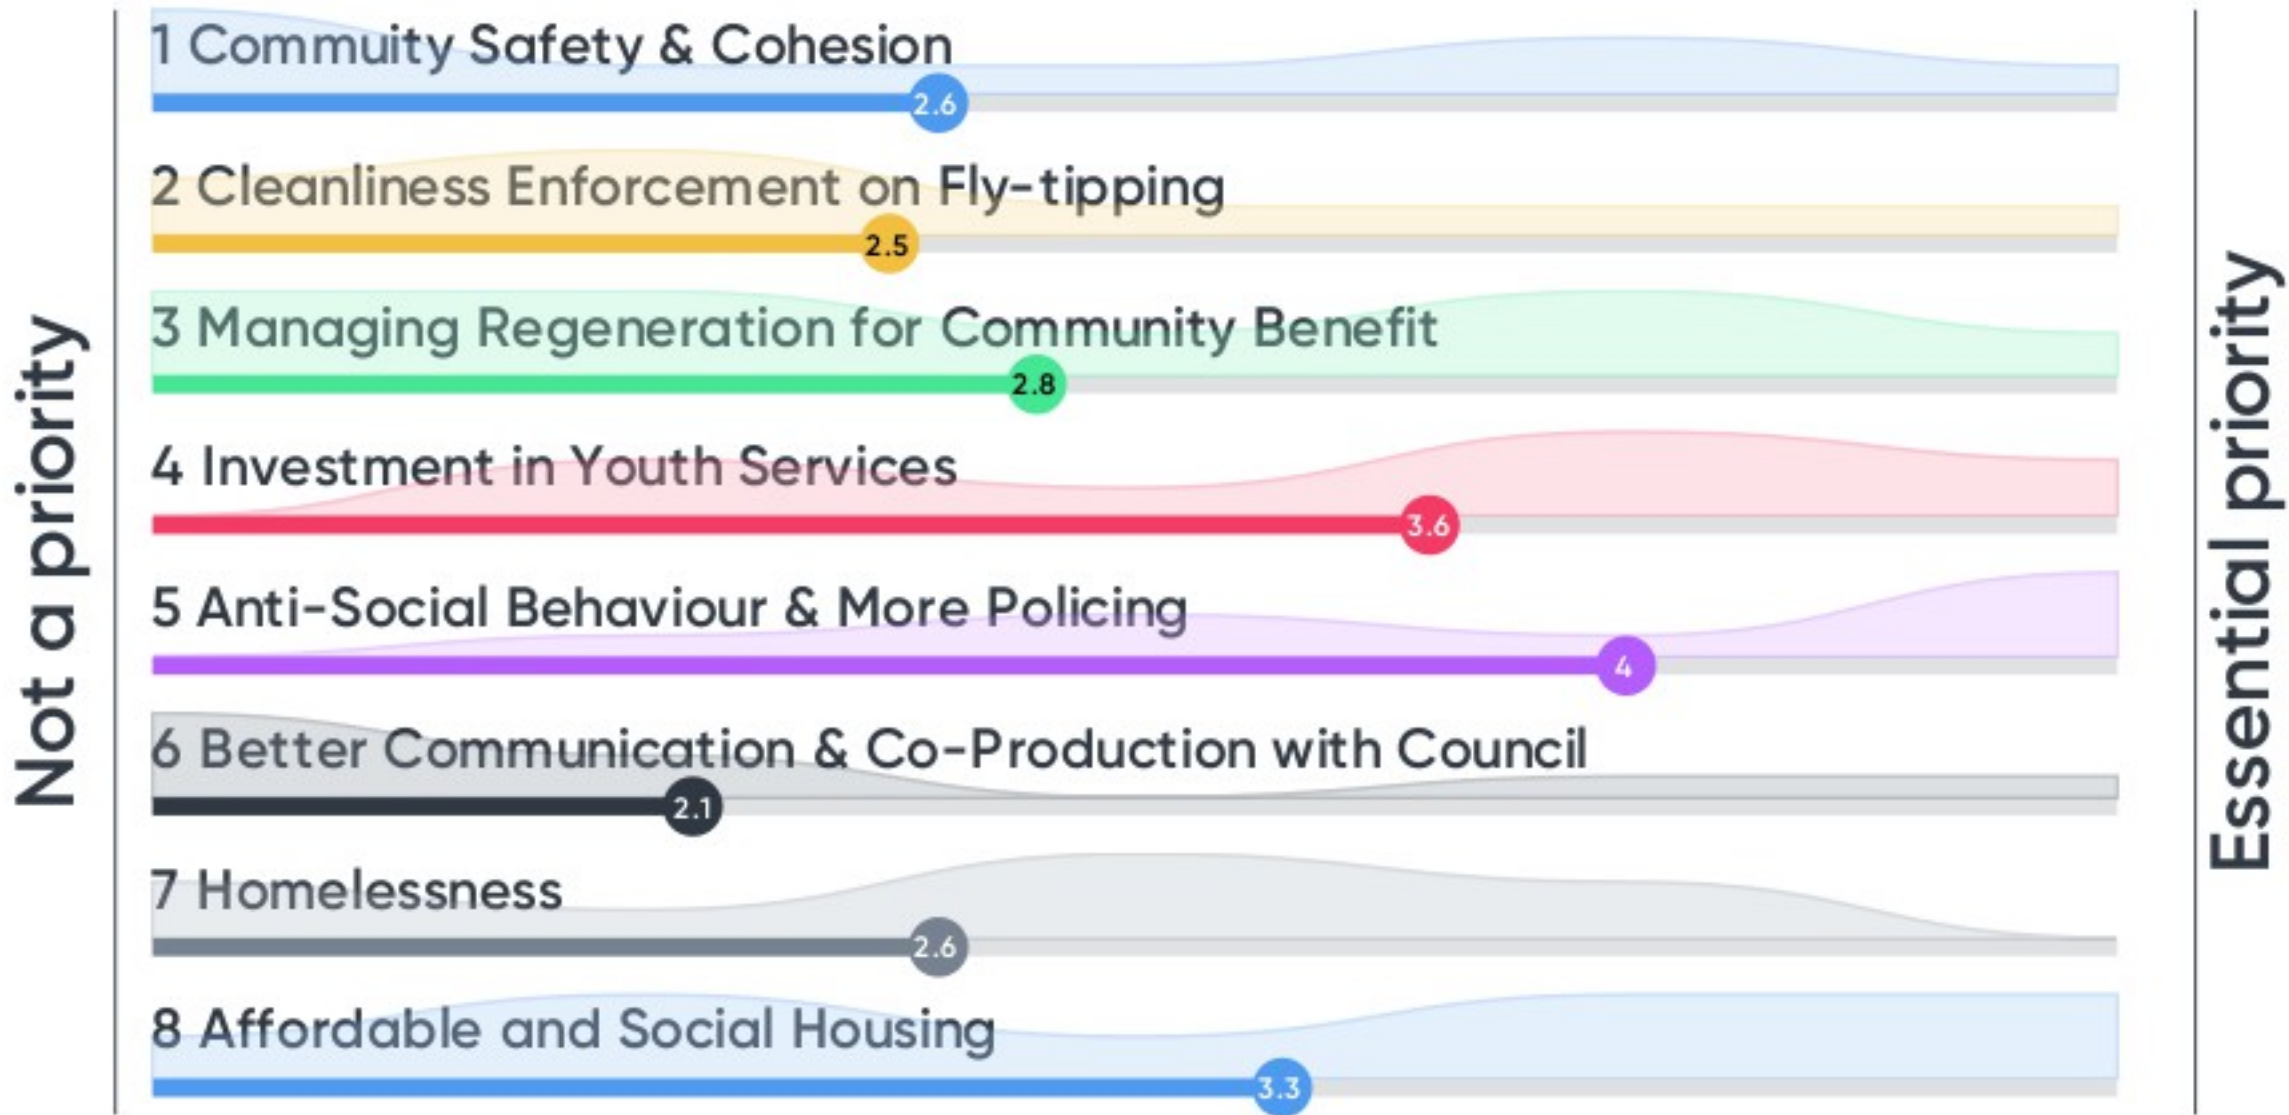 Not a priority
1 Commuity Safety & Cohesion
2.6
2 Cleanliness Enforcement on Fly-tipping
2.5
3 Managing Regeneration for Community Benefit
2.8
4 Investment in Youth Services
3.6
5 Anti-Social Behaviour & More Policing
4
6 Better Communication & Co-Production with Council
2.1
7 Homelessness
2.6
8 Affordable and Social Housing
3.3
Essential priority